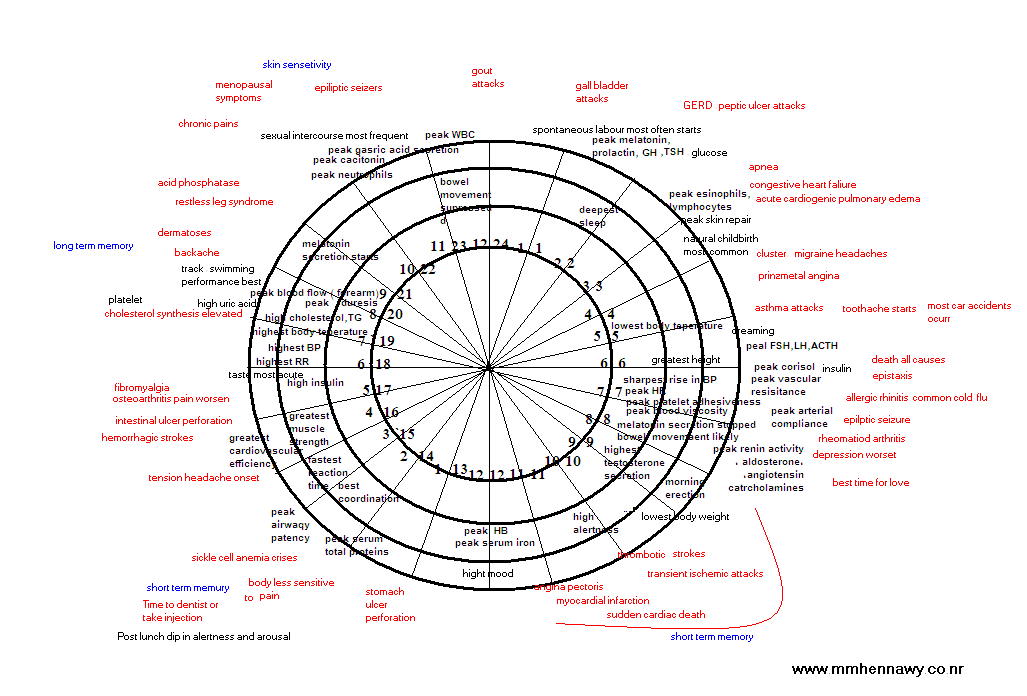 skin sensetivity
menopausal
symptoms
epiliptic seizers
gout
attacks
gall bladder
attacks
GERD peptic ulcer attacks
chronic pains
sexual intercourse most frequent
peak WBC
spontaneous labour most often starts
peak gasric acid secretion
peak cacitonin
peak neutrophils
peak melatonin,
prolactin, GH ,TSH glucose
apnea
acid phosphatase
restless leg syndrome
bowel
movement
supressed
deepest
sleep
peak esinophils,
lymphocytes
peak skin repair
congestive heart faliure
acute cardiogenic pulmonary edema
dermatoses
long term memory
backache
melatonin
secretion starts
natural childbirth
most common
cluster migraine headaches
track swimming
performance best
prinzmetal angina
platelet
cholesterol synthesis elevated
high uric acid
peak blood flow ( forearm)
peak diuresis
high cholesterol,TG
highest body teperature
highest BP
highest RR
taste most acute
high insulin
asthma attacks
toothache starts
most car accidents
ocurr
lowest body teperature
dreaming
peal FSH,LH,ACTH
greatest height
death all causes
epistaxis
peak corisol insulin
peak vascular
resisitance
sharpest rise in BP
peak HR
peak platelet adhesiveness
peak blood viscosity
melatonin secretion stopped
bowel movemeant likely
highest
testosterone
secretion
allergic rhinitis common cold flu
peak arterial
compliance
epilptic seizure
rheomatiod arthritis
depression worset
peak renin activity
, aldosterone,
,angiotensin
catrcholamines
best time for love
morning
erection
lowest body weight
11 23 12 24 1 1
10 22 2 2
9 21 3 3
8 20 4 4
7 19 5 5
6 18 6 6
5 17 7 7
4 16 8 8
3 15 9 9
2 14 10 10
1 13 12 12 11 11
fibromyalgia
osteoarthritis pain worsen
intestinal ulcer perforation
hemorrhagic strokes
greatest
cardiovascular
efficiency
greatest
muscle
strength
tension headache onset
fastest
reaction
time
best
coordination
peak
airwaqy
patency
peak serum
total proteins
peak HB
peak serum iron
high
alertness
hight mood
sickle cell anemia crises
short term memury
body less sensitive
to pain
Time to dentist or
take injection
stomach
ulcer
perforation
Post lunch dip in alertness and arousal
thrombotic strokes
transient ischemic attacks
angina pectoris
myocardial infarction
sudden cardiac death
short term memory
www.mmhennawy.co.nr